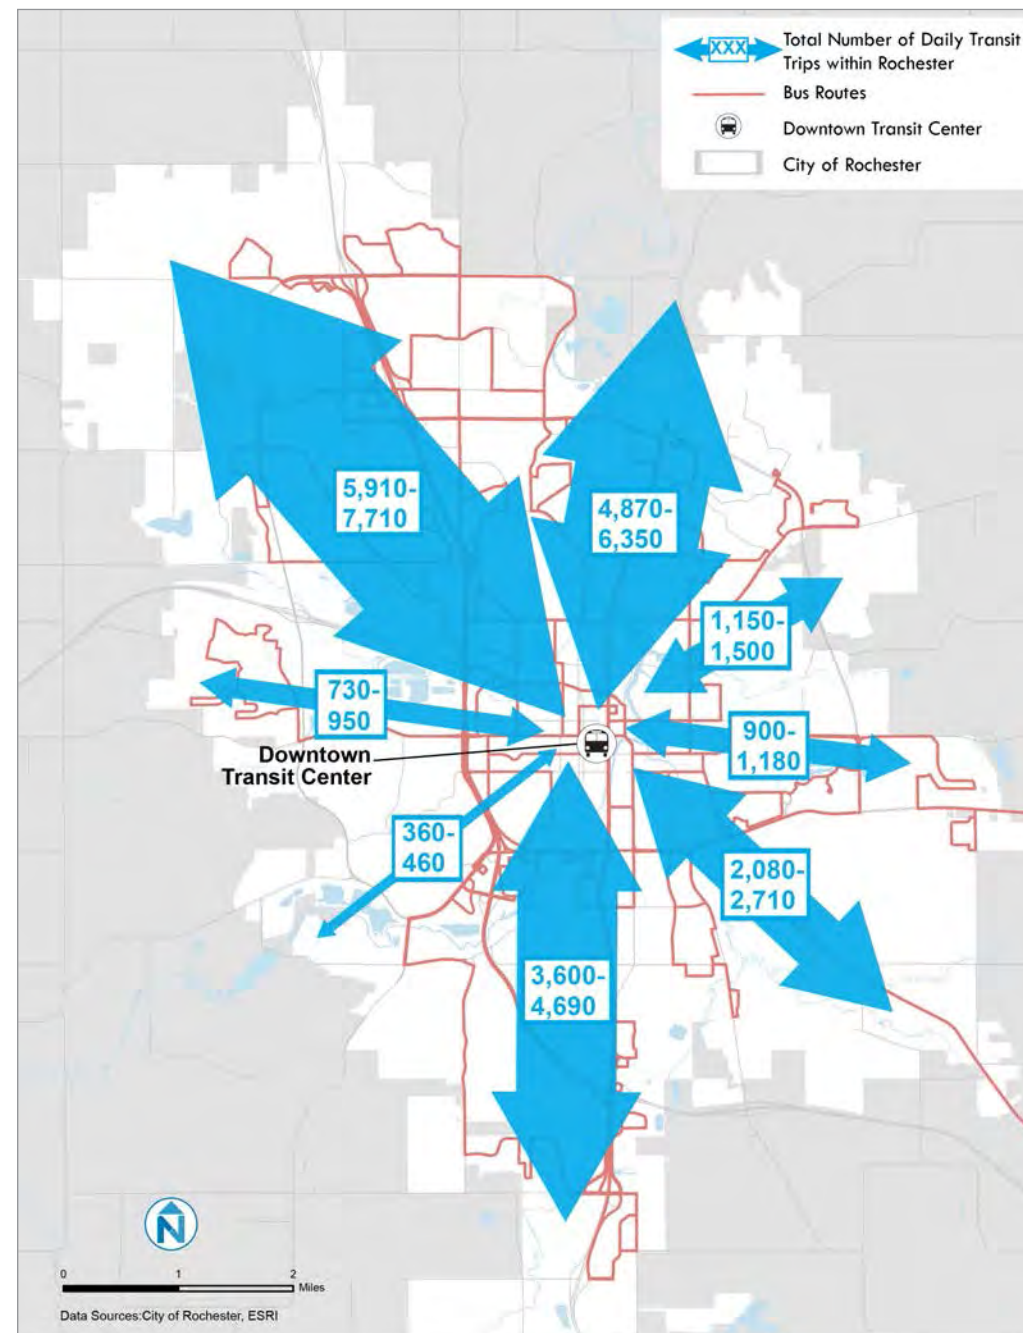 XXX
Total Number of Daily Transit
Trips within Rochester
Bus Routes
Downtown Transit Center
City of Rochester
5,910-
7,710
4,870-
6,350
1,150-
1,500
730-
950
900-
1,180
Downtown
Transit Center
360-
460
2,080-
2,710
3,600-
4,690
N
0 1 2
Miles
Data Sources:City of Rochester, ESRI